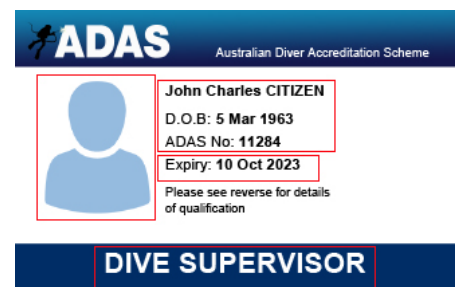 ADAS
Australian Diver Accreditation Scheme
John Charles CITIZEN
D.O.B: 5 Mar 1963
ADAS No: 11284
Expiry: 10 Oct 2023
Please see reverse for details
of qualification
DIVE SUPERVISOR